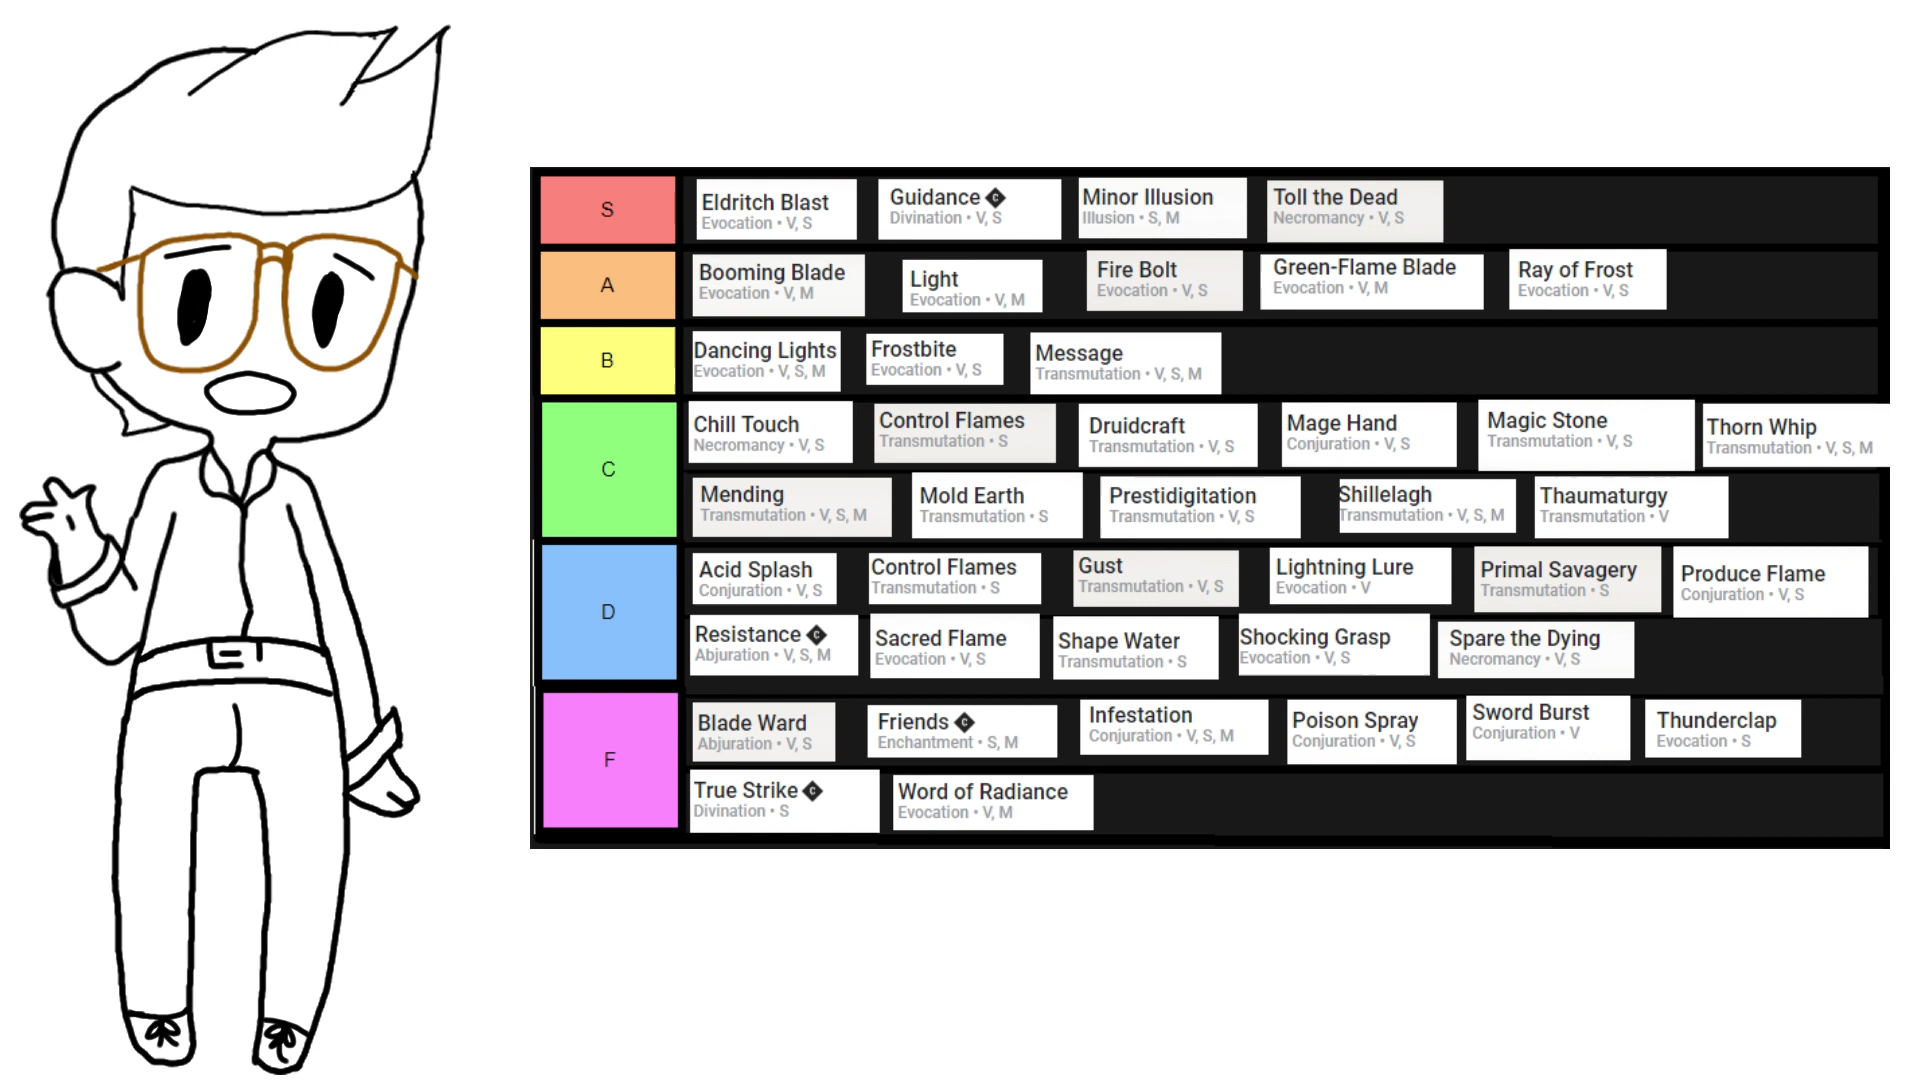 S
Eldritch Blast
Evocation • V, S
Guidance
Divination • V, S
Minor Illusion
Illusion • S, M
Toll the Dead
Necromancy • V, S
A
Booming Blade
Evocation • V, M
Light
Evocation • V, M
Fire Bolt
Evocation • V, S
Green-Flame Blade
Evocation • V, M
Ray of Frost
Evocation • V, S
B
Dancing Lights
Evocation • V, S, M
Frostbite
Evocation • V, S
Message
Transmutation • V, S, M
C
Chill Touch
Necromancy • V, S
Control Flames
Transmutation • S
Druidcraft
Transmutation • V, S
Mage Hand
Conjuration • V, S
Magic Stone
Transmutation • V, S
Thorn Whip
Transmutation • V, S, M
Mending
Transmutation • V, S, M
Mold Earth
Transmutation • S
Prestidigitation
Transmutation • V, S
Shillelagh
Transmutation • V, S, M
Thaumaturgy
Transmutation • V
D
Acid Splash
Conjuration • V, S
Control Flames
Transmutation • S
Gust
Transmutation • V, S
Lightning Lure
Evocation • V
Primal Savagery
Transmutation • S
Produce Flame
Conjuration • V, S
Resistance
Abjuration • V, S, M
Sacred Flame
Evocation • V, S
Shape Water
Transmutation • S
Shocking Grasp
Evocation • V, S
Spare the Dying
Necromancy • V, S
F
Blade Ward
Abjuration • V, S
Friends
Enchantment • S, M
Infestation
Conjuration • V, S, M
Poison Spray
Conjuration • V, S
Sword Burst
Conjuration • V
Thunderclap
Evocation • S
True Strike
Divination • S
Word of Radiance
Evocation • V, M